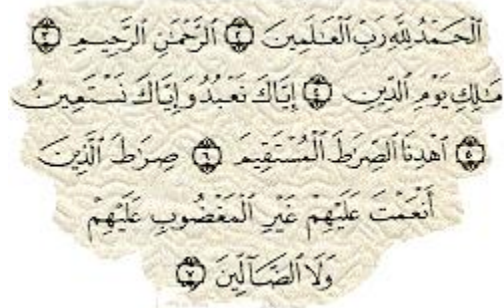 ٱلْحَمْدُ لِلَّهِ رَبِّ ٱلْعَـٰلَمِينَ ٢ ٱلرَّحْمَـٰنِ ٱلرَّحِيمِ ٣
مَـٰلِكِ يَوْمِ ٱلدِّينِ ٤ إِيَّاكَ نَعْبُدُ وَإِيَّاكَ نَسْتَعِينُ
٥ ٱهْدِنَا ٱلصِّرَٰطَ ٱلْمُسْتَقِيمَ ٦ صِرَٰطَ ٱلَّذِينَ
أَنْعَمْتَ عَلَيْهِمْ غَيْرِ ٱلْمَغْضُوبِ عَلَيْهِمْ
وَلَا ٱلضَّآلِّينَ ٧